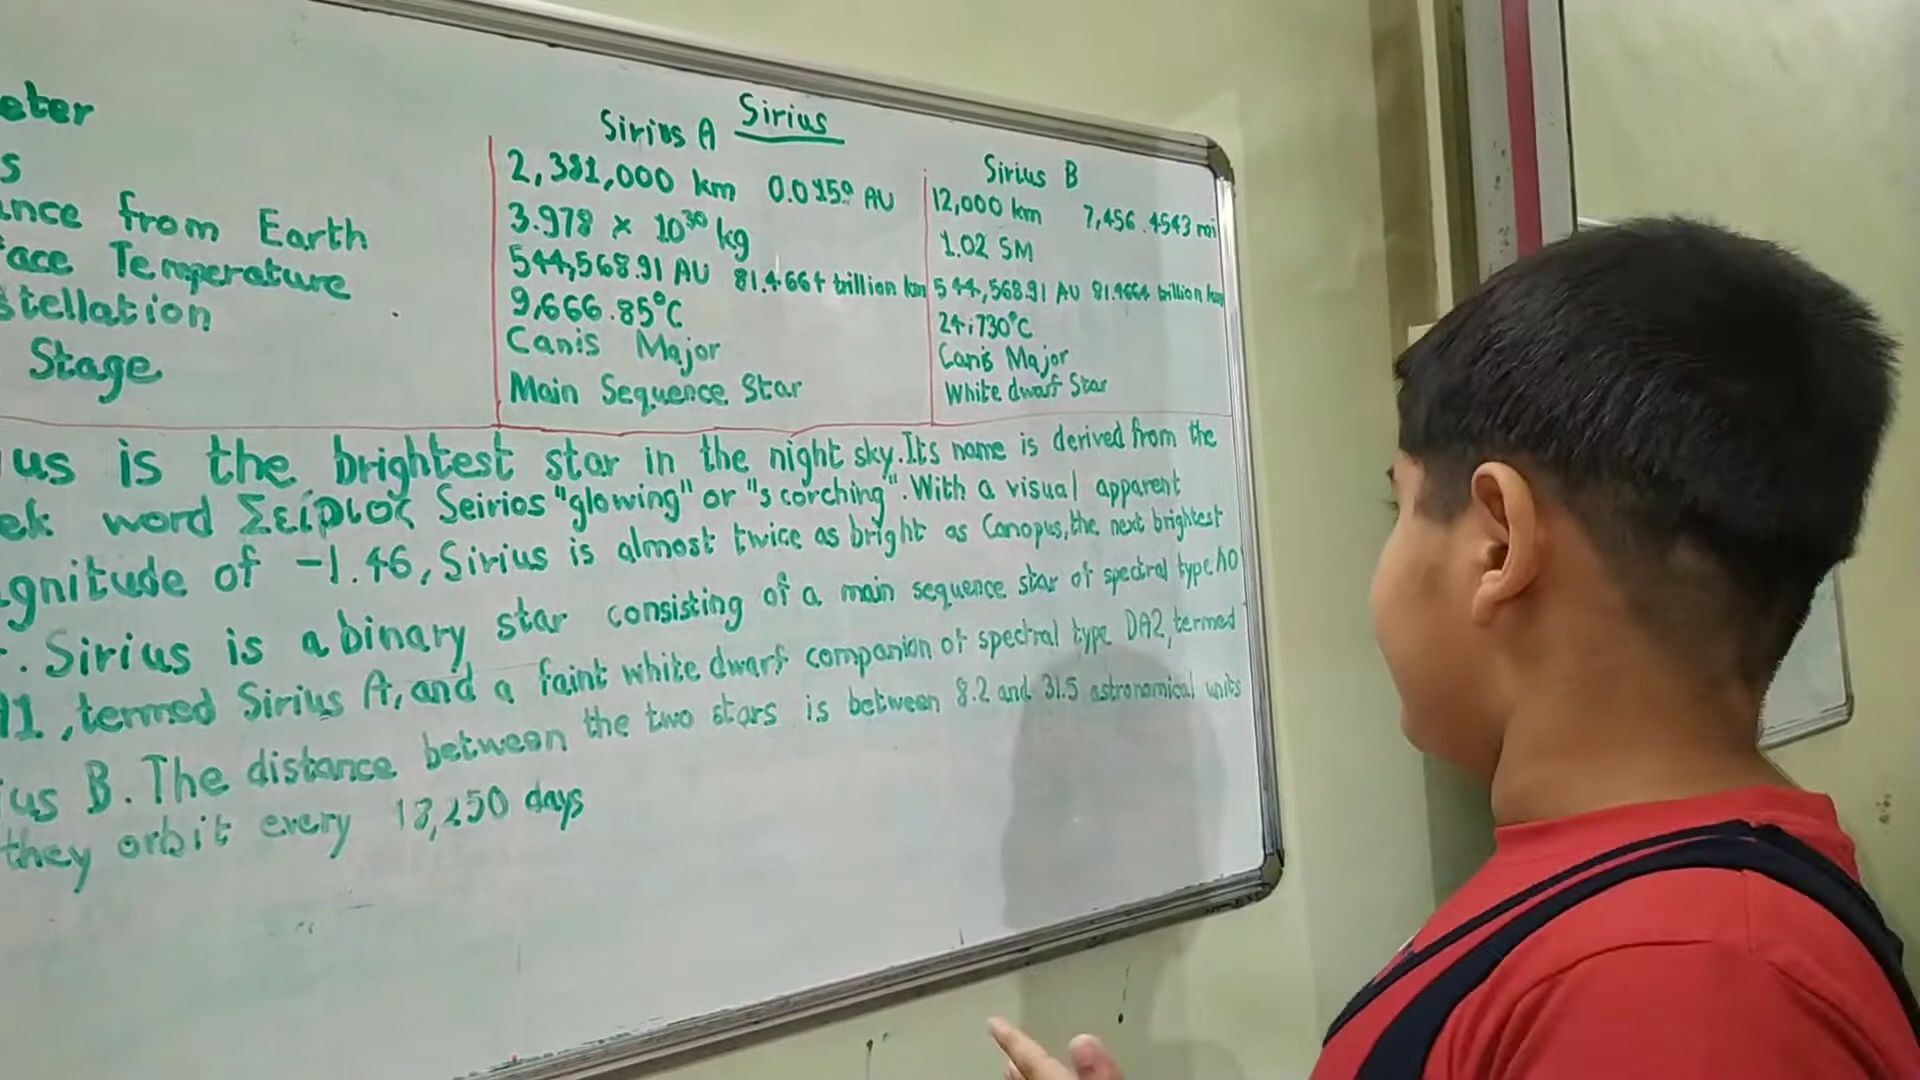 Sirius
eter Sirius A Sirius B
s 2,381,000 km 0.0159 AU 12,000 km 7,456.4543 mi
ance from Earth 3.978 × 10³⁰ kg 1.02 SM
face Temperature 544,568.91 AU 81.4664 trillion km 544,568.91 AU 81.4664 trillion km
stellation 9,666.85°C 24,730°C
Stage Canis Major Canis Major
Main Sequence Star White dwarf Star
us is the brightest star in the night sky. Its name is derived from the
ek word Σείριος Seirios "glowing" or "scorching". With a visual apparent
agnitude of -1.46, Sirius is almost twice as bright as Canopus, the next brightest
. Sirius is a binary star consisting of a main sequence star of spectral type A0
A1, termed Sirius A, and a faint white dwarf companion of spectral type DA2, termed
ius B. The distance between the two stars is between 8.2 and 31.5 astronomical units
they orbit every 18,250 days